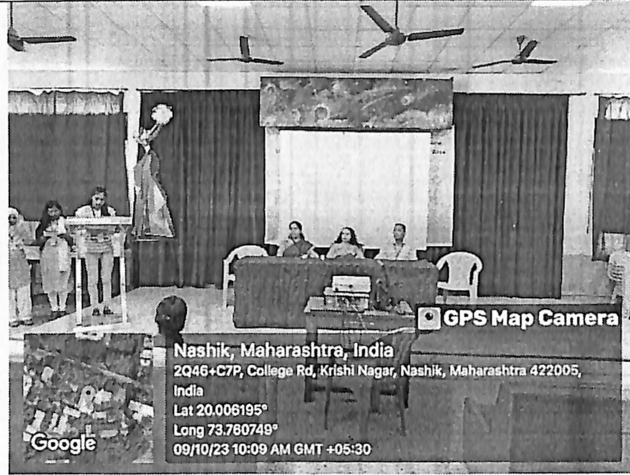 GPS Map Camera
Nashik, Maharashtra, India
2Q46+C7P, College Rd, Krishi Nagar, Nashik, Maharashtra 422005,
India
Lat 20.006195°
Long 73.760749°
09/10/23 10:09 AM GMT +05:30
Google